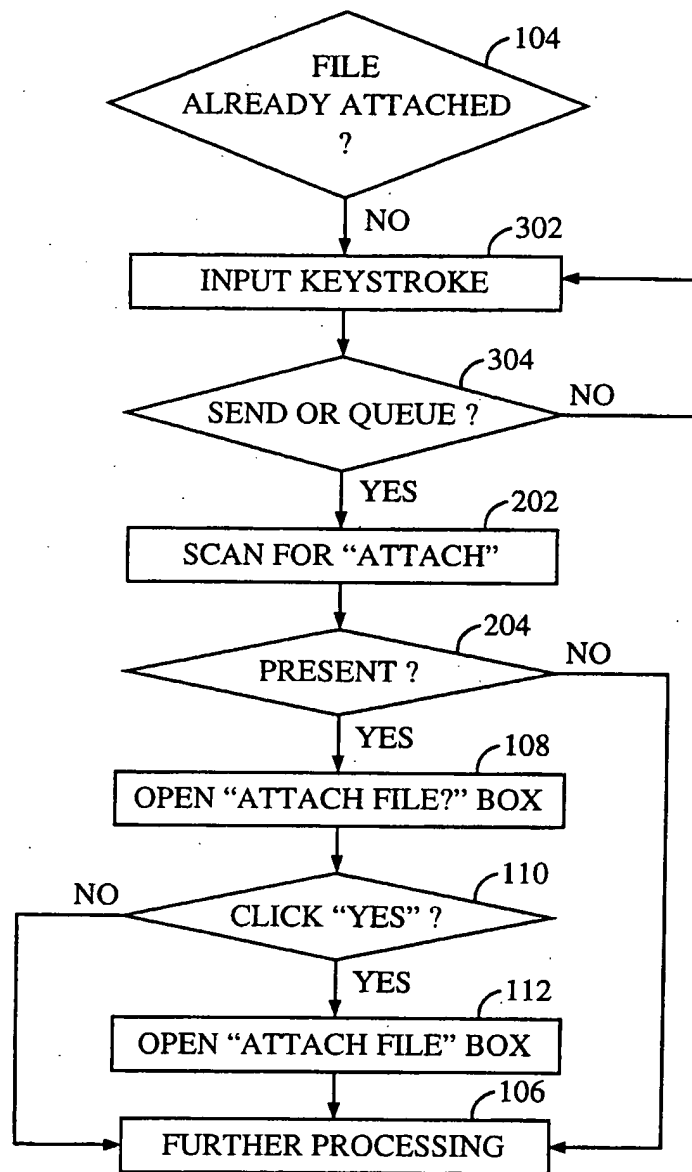 104
FILE
ALREADY ATTACHED
?
NO
302
INPUT KEYSTROKE
304
SEND OR QUEUE ?
NO
YES
202
SCAN FOR “ATTACH”
204
PRESENT ?
NO
YES
108
OPEN “ATTACH FILE?” BOX
110
NO
CLICK “YES” ?
YES
112
OPEN “ATTACH FILE” BOX
106
FURTHER PROCESSING